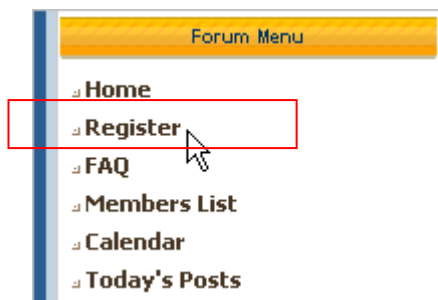 Forum Menu
Home
Register
FAQ
Members List
Calendar
Today's Posts